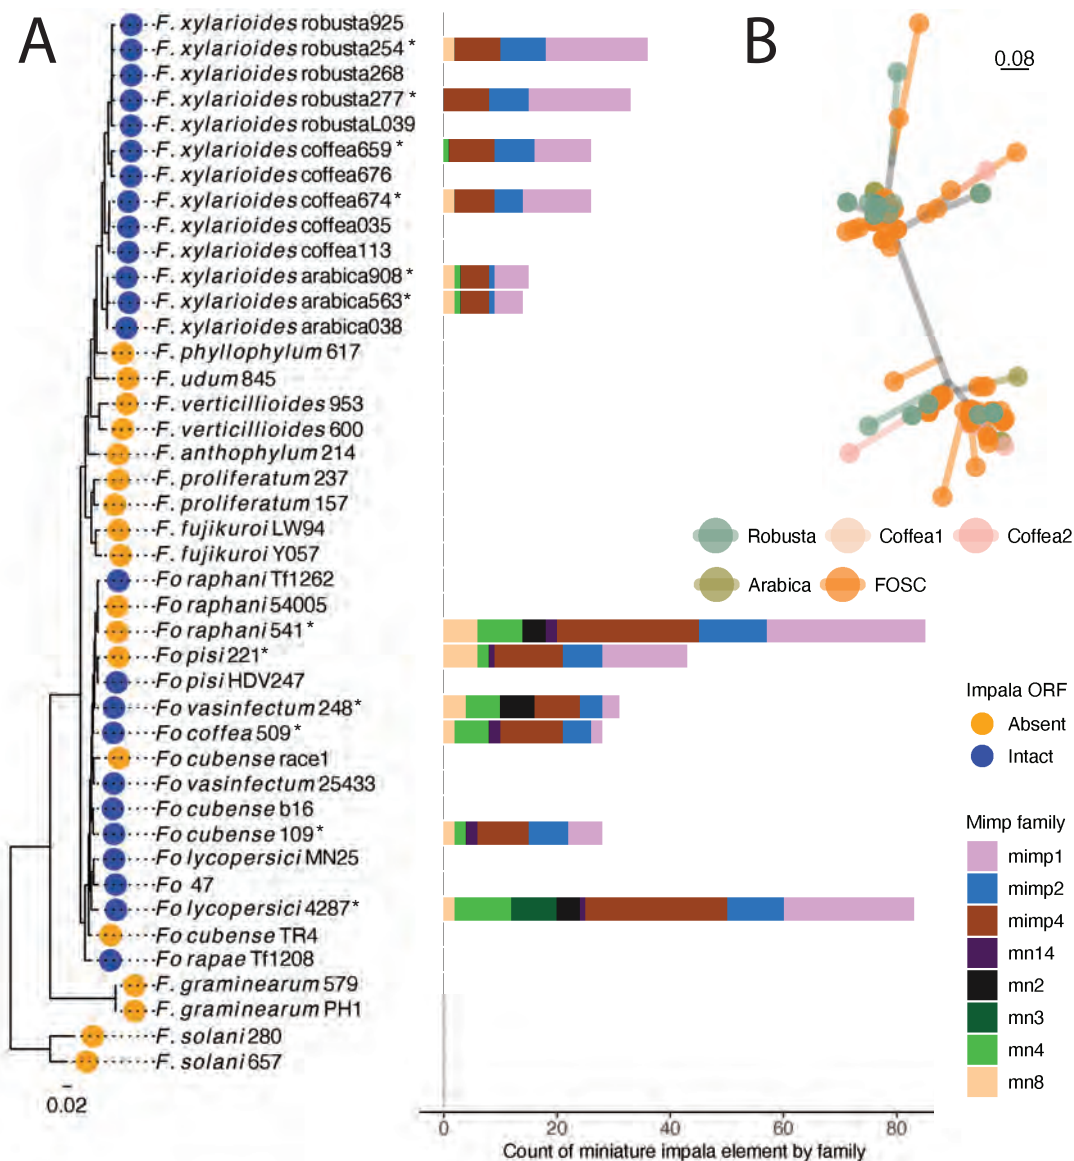 A
F. xylarioides robusta925
F. xylarioides robusta254 *
F. xylarioides robusta268
F. xylarioides robusta277 *
F. xylarioides robustaL039
F. xylarioides coffea659 *
F. xylarioides coffea676
F. xylarioides coffea674 *
F. xylarioides coffea035
F. xylarioides coffea113
F. xylarioides arabica908 *
F. xylarioides arabica563 *
F. xylarioides arabica038
F. phyllophylum 617
F. udum 845
F. verticillioides 953
F. verticillioides 600
F. anthophylum 214
F. proliferatum 237
F. proliferatum 157
F. fujikuroi LW94
F. fujikuroi Y057
Fo raphani Tf1262
Fo raphani 54005
Fo raphani 541 *
Fo pisi 221 *
Fo pisi HDV247
Fo vasinfectum 248 *
Fo coffea 509 *
Fo cubense race1
Fo vasinfectum 25433
Fo cubense b16
Fo cubense 109 *
Fo lycopersici MN25
Fo 47
Fo lycopersici 4287 *
Fo cubense TR4
Fo rapae Tf1208
F. graminearum 579
F. graminearum PH1
F. solani 280
F. solani 657
0.02
0 20 40 60 80
Count of miniature impala element by family
B
0.08
Robusta Coffea1 Coffea2
Arabica FOSC
Impala ORF
Absent
Intact
Mimp family
mimp1
mimp2
mimp4
mn14
mn2
mn3
mn4
mn8